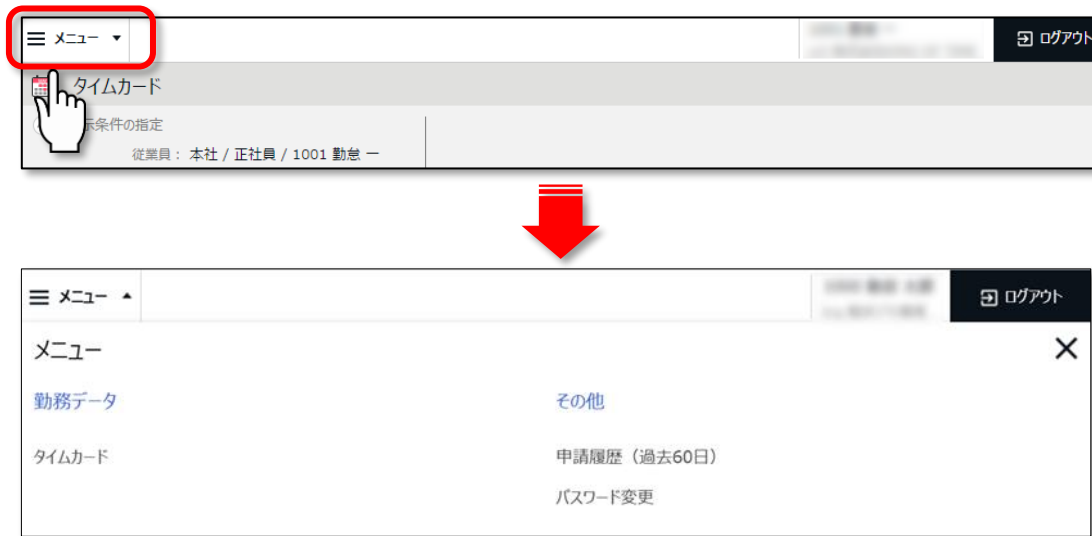 メニュー
ログアウト
タイムカード
示条件の指定
従業員： 本社 / 正社員 / 1001 勤怠 一
メニュー
ログアウト
メニュー
勤務データ
その他
タイムカード
申請履歴（過去60日）
パスワード変更